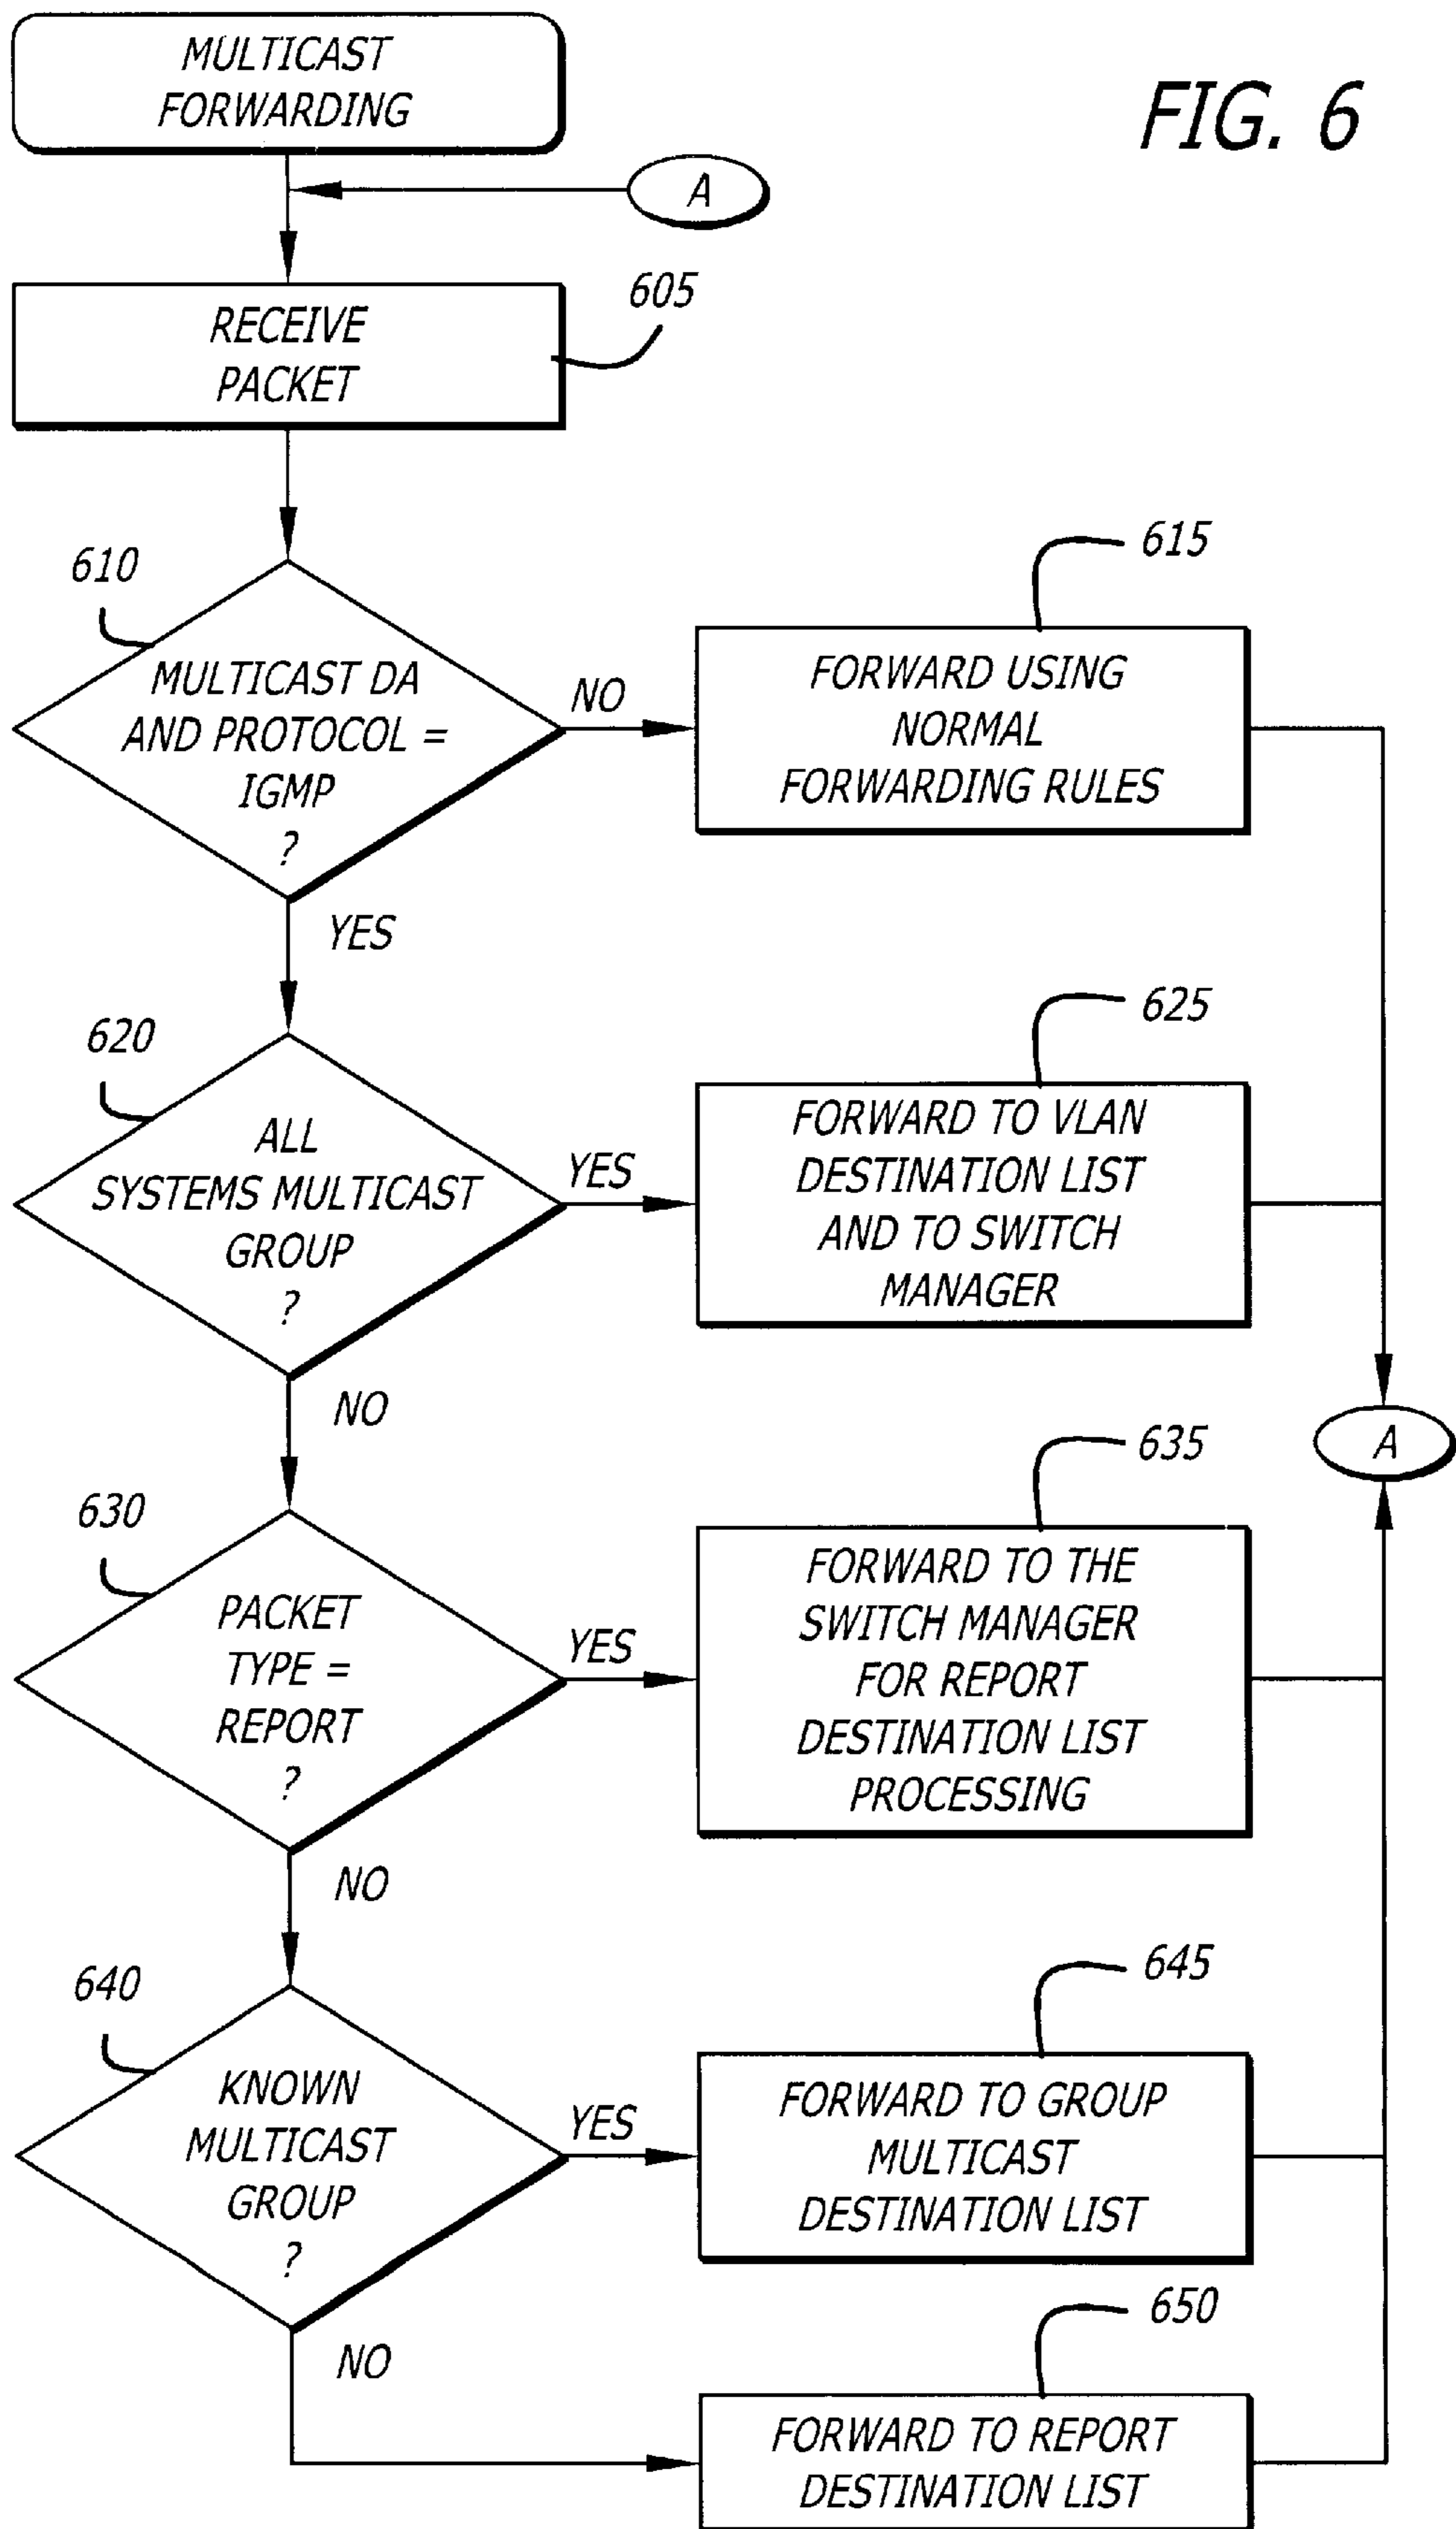 MULTICAST
FORWARDING
FIG. 6
A
605
RECEIVE
PACKET
610
MULTICAST DA
AND PROTOCOL =
IGMP
?
NO
615
FORWARD USING
NORMAL
FORWARDING RULES
YES
620
ALL
SYSTEMS MULTICAST
GROUP
?
YES
625
FORWARD TO VLAN
DESTINATION LIST
AND TO SWITCH
MANAGER
NO
A
630
PACKET
TYPE =
REPORT
?
YES
635
FORWARD TO THE
SWITCH MANAGER
FOR REPORT
DESTINATION LIST
PROCESSING
NO
640
KNOWN
MULTICAST
GROUP
?
YES
645
FORWARD TO GROUP
MULTICAST
DESTINATION LIST
NO
650
FORWARD TO REPORT
DESTINATION LIST